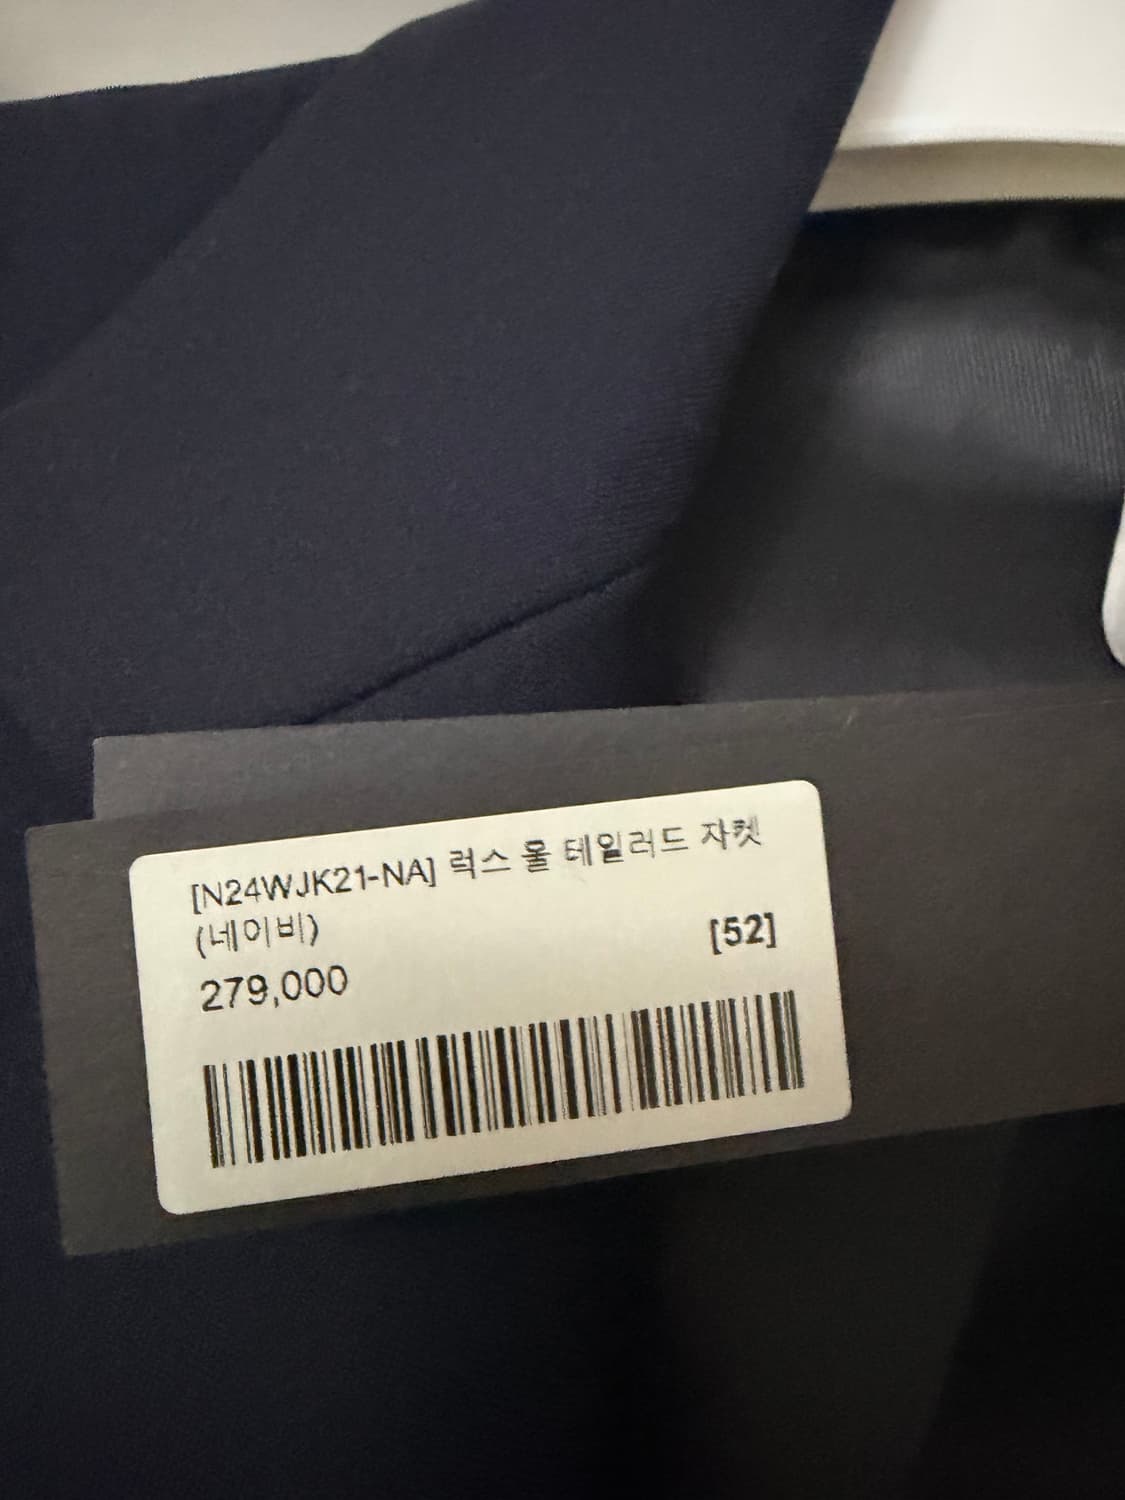 [N24WJK21-NA] 럭스 울 테일러드 자켓
(네이비)
[52]
279,000